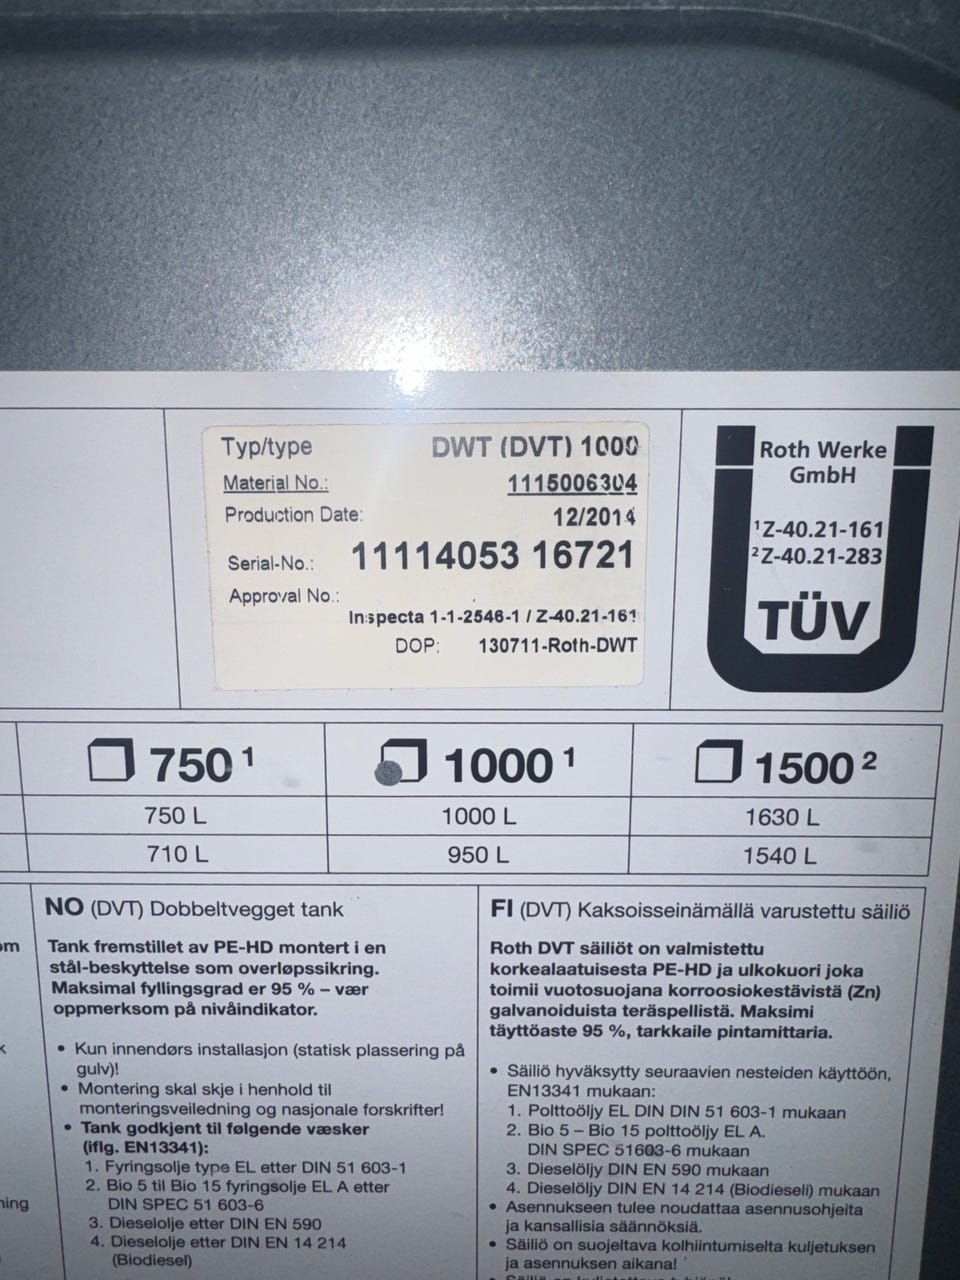 Typ/type DWT (DVT) 1000
Material No.: 1115006304
Production Date: 12/2014
Serial-No.: 11114053 16721
Approval No.:
Inspecta 1-1-2546-1 / Z-40.21-161
DOP: 130711-Roth-DWT
Roth Werke
GmbH
¹Z-40.21-161
²Z-40.21-283
TÜV
750 ¹ 1000 ¹ 1500 ²
750 L 1000 L 1630 L
710 L 950 L 1540 L
NO (DVT) Dobbeltvegget tank
Tank fremstillet av PE-HD montert i en
stål-beskyttelse som overløpssikring.
Maksimal fyllingsgrad er 95 % – vær
oppmerksom på nivåindikator.
• Kun innendørs installasjon (statisk plassering på
gulv)!
• Montering skal skje i henhold til
monteringsveiledning og nasjonale forskrifter!
• Tank godkjent til følgende væsker
(iflg. EN13341):
1. Fyringsolje type EL etter DIN 51 603-1
2. Bio 5 til Bio 15 fyringsolje EL A etter
DIN SPEC 51 603-6
3. Dieselolje etter DIN EN 590
4. Dieselolje etter DIN EN 14 214
(Biodiesel)
FI (DVT) Kaksoisseinämällä varustettu säiliö
Roth DVT säiliöt on valmistettu
korkealaatuisesta PE-HD ja ulkokuori joka
toimii vuotosuojana korroosiokestävistä (Zn)
galvanoiduista teräspellistä. Maksimi
täyttöaste 95 %, tarkkaile pintamittaria.
• Säiliö hyväksytty seuraavien nesteiden käyttöön,
EN13341 mukaan:
1. Polttoöljy EL DIN DIN 51 603-1 mukaan
2. Bio 5 – Bio 15 polttoöljy EL A.
DIN SPEC 51603-6 mukaan
3. Dieselöljy DIN EN 590 mukaan
4. Dieselöljy DIN EN 14 214 (Biodieseli) mukaan
• Asennukseen tulee noudattaa asennusohjeita
ja kansallisia säännöksiä.
• Säiliö on suojeltava kolhiintumiselta kuljetuksen
ja asennuksen aikana!